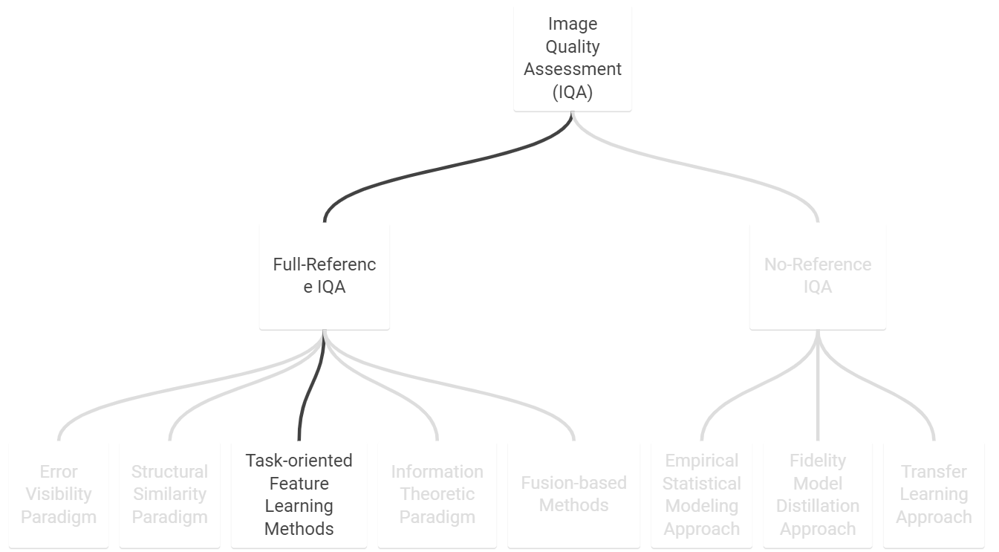 Image
Quality
Assessment
(IQA)
Full-Referenc
e IQA
No-Reference
IQA
Error
Visibility
Paradigm
Structural
Similarity
Paradigm
Task-oriented
Feature
Learning
Methods
Information
Theoretic
Paradigm
Fusion-based
Methods
Empirical
Statistical
Modeling
Approach
Fidelity
Model
Distillation
Approach
Transfer
Learning
Approach